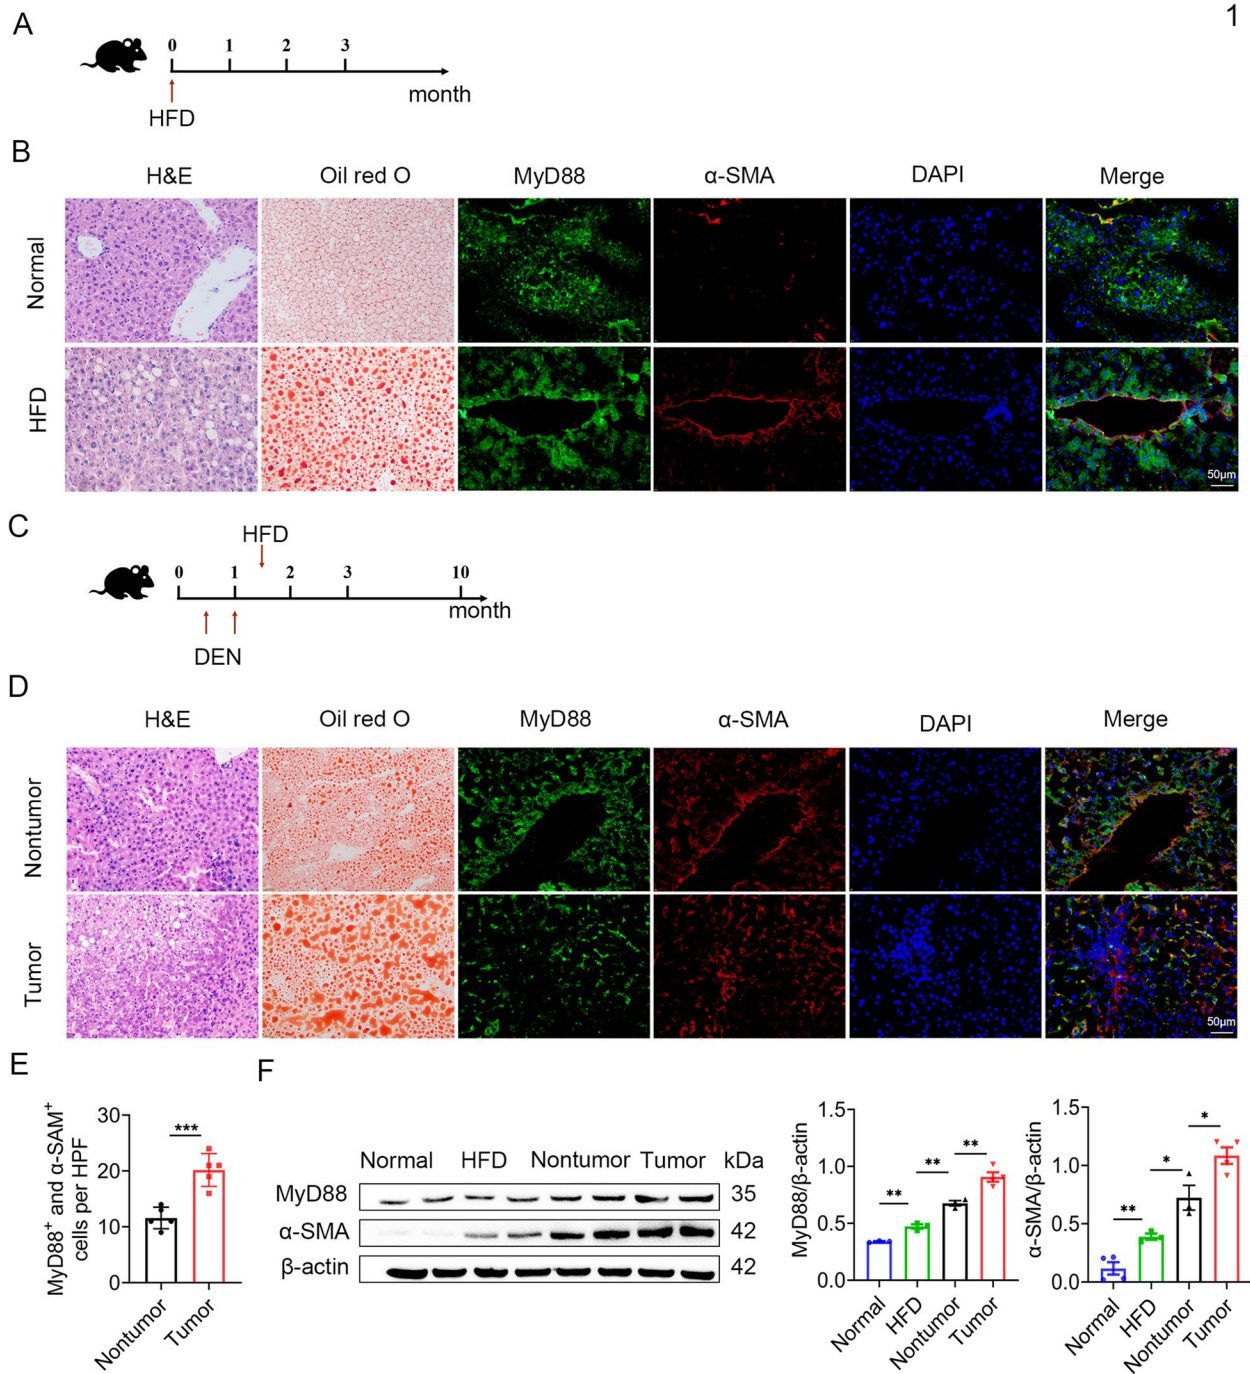 1
A
0 1 2 3
month
HFD
B
H&E Oil red O MyD88 α-SMA DAPI Merge
Normal
HFD
50μm
C
HFD
0 1 2 3 10
month
DEN
D
H&E Oil red O MyD88 α-SMA DAPI Merge
Nontumor
Tumor
50μm
E
MyD88⁺ and α-SAM⁺
cells per HPF
30
20
10
0
***
Nontumor
Tumor
F
Normal HFD Nontumor Tumor kDa
MyD88 35
α-SMA 42
β-actin 42
MyD88/β-actin
1.5
1.0
0.5
0.0
** ** **
Normal
HFD
Nontumor
Tumor
α-SMA/β-actin
1.5
1.0
0.5
0.0
** * *
Normal
HFD
Nontumor
Tumor